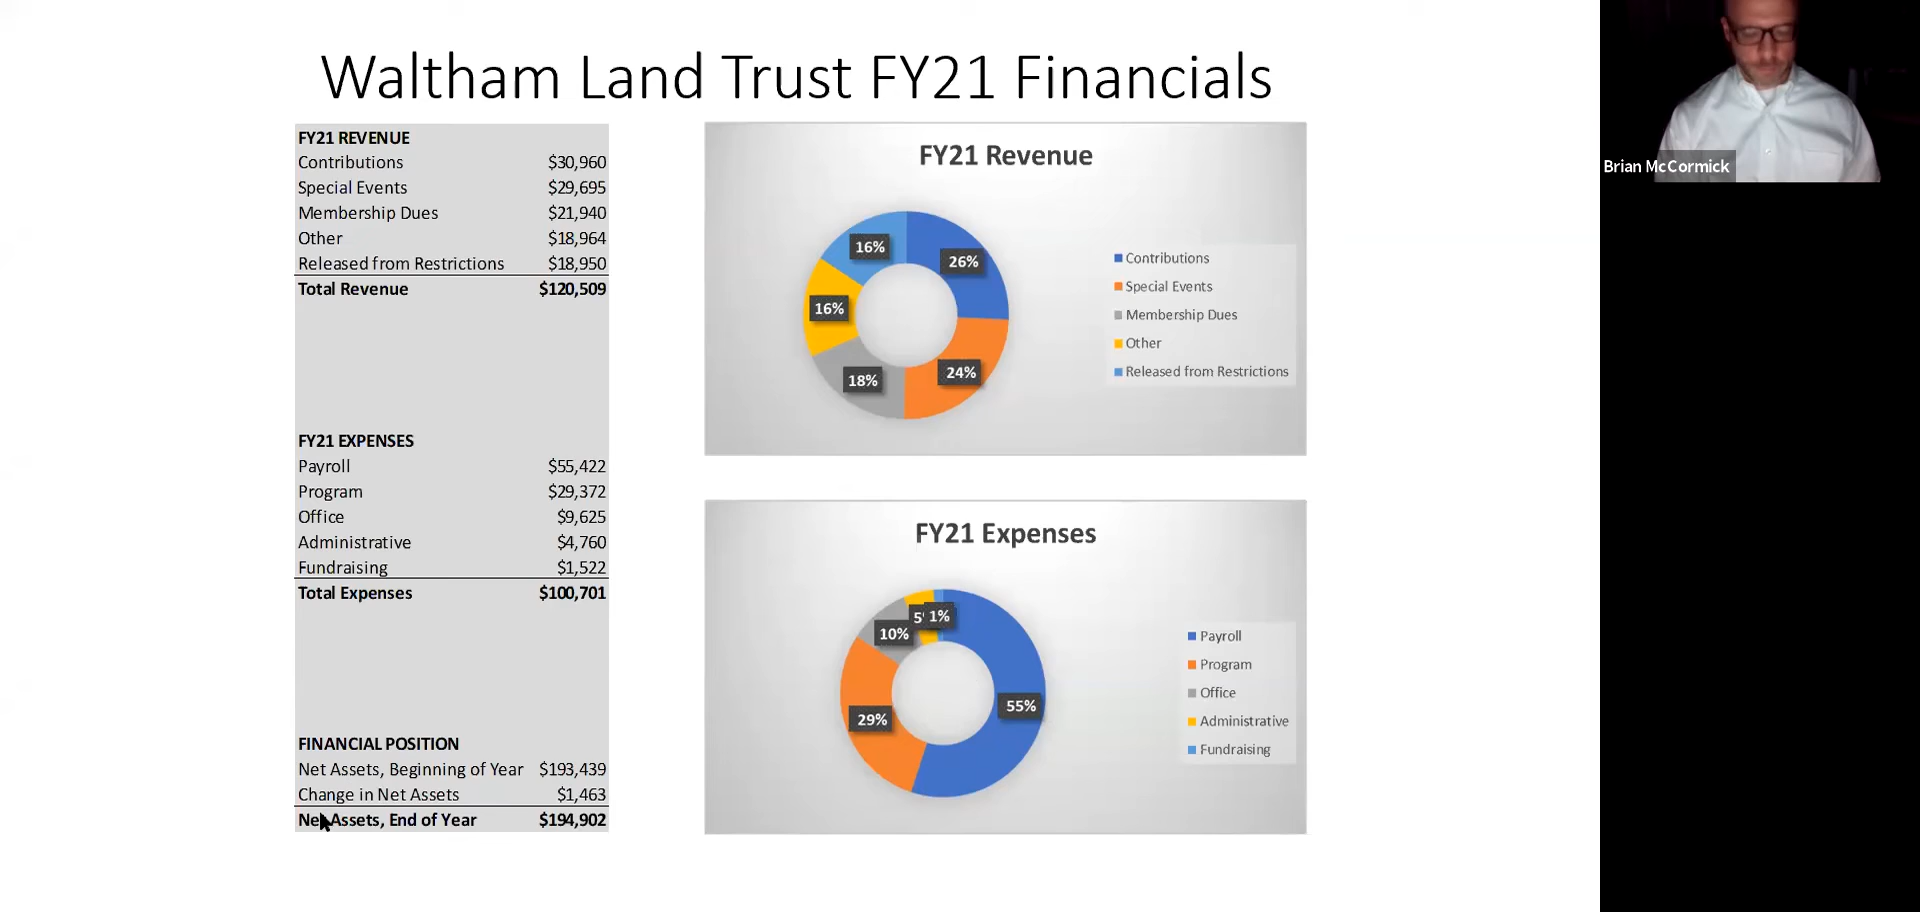 Waltham Land Trust FY21 Financials
FY21 REVENUE
Contributions $30,960
Special Events $29,695
Membership Dues $21,940
Other $18,964
Released from Restrictions $18,950
Total Revenue $120,509
FY21 EXPENSES
Payroll $55,422
Program $29,372
Office $9,625
Administrative $4,760
Fundraising $1,522
Total Expenses $100,701
FINANCIAL POSITION
Net Assets, Beginning of Year $193,439
Change in Net Assets $1,463
Net Assets, End of Year $194,902
FY21 Revenue
16%
26%
16%
24%
18%
Contributions
Special Events
Membership Dues
Other
Released from Restrictions
FY21 Expenses
5 1%
10%
55%
29%
Payroll
Program
Office
Administrative
Fundraising
Brian McCormick